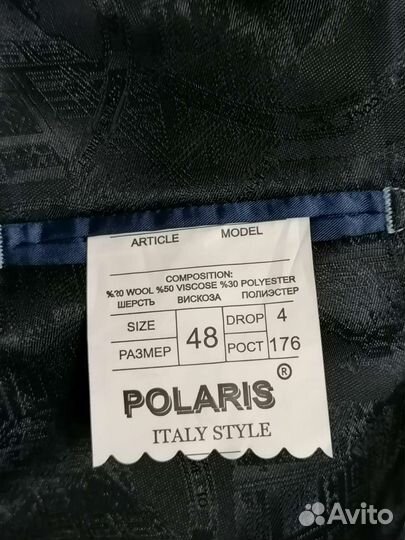 ARTICLE MODEL
COMPOSITION:
%20 WOOL %50 VISCOSE %30 POLYESTER
ШЕРСТЬ ВИСКОЗА ПОЛИЭСТЕР
SIZE 48 DROP 4
РАЗМЕР РОСТ 176
POLARIS®
ITALY STYLE
Avito